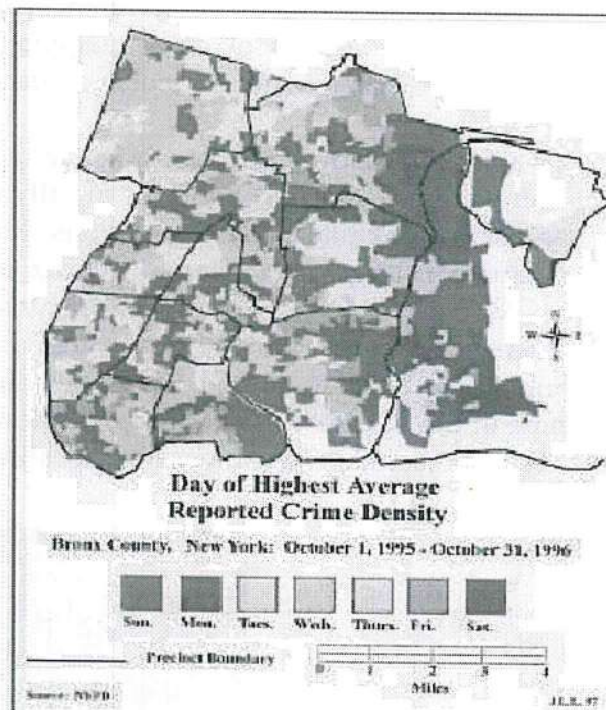 N
W E
S
Day of Highest Average
Reported Crime Density
Bronx County, New York: October 1, 1995 - October 31, 1996
Sun. Mon. Tues. Wed. Thurs. Fri. Sat.
Precinct Boundary
0 1 2 3 4
Miles
Source: NYPD
97